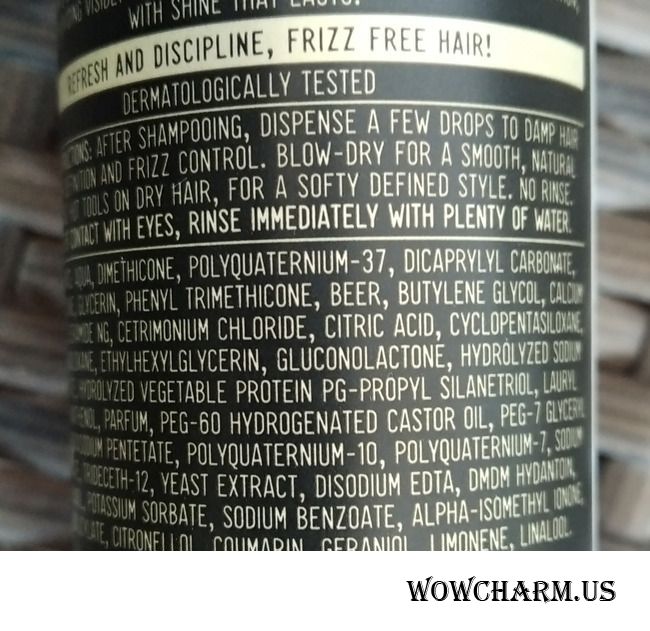 WITH SHINE THAT LASTS.
REFRESH AND DISCIPLINE, FRIZZ FREE HAIR!
DERMATOLOGICALLY TESTED
AFTER SHAMPOOING, DISPENSE A FEW DROPS TO DAMP HAIR
AND FRIZZ CONTROL. BLOW-DRY FOR A SMOOTH, NATURAL
TOOLS ON DRY HAIR, FOR A SOFTY DEFINED STYLE. NO RINSE.
CONTACT WITH EYES, RINSE IMMEDIATELY WITH PLENTY OF WATER.
AQUA, DIMETHICONE, POLYQUATERNIUM-37, DICAPRYLYL CARBONATE,
GLYCERIN, PHENYL TRIMETHICONE, BEER, BUTYLENE GLYCOL, CALCIUM
NG, CETRIMONIUM CHLORIDE, CITRIC ACID, CYCLOPENTASILOXANE,
ETHYLHEXYLGLYCERIN, GLUCONOLACTONE, HYDROLYZED SODIUM
HYDROLYZED VEGETABLE PROTEIN PG-PROPYL SILANETRIOL, LAURYL
PARFUM, PEG-60 HYDROGENATED CASTOR OIL, PEG-7 GLYCERYL
PENTETATE, POLYQUATERNIUM-10, POLYQUATERNIUM-7, SODIUM
TRIDECETH-12, YEAST EXTRACT, DISODIUM EDTA, DMDM HYDANTOIN,
POTASSIUM SORBATE, SODIUM BENZOATE, ALPHA-ISOMETHYL IONONE,
CITRONELLOL, COUMARIN, GERANIOL, LIMONENE, LINALOOL.
WOWCHARM.US